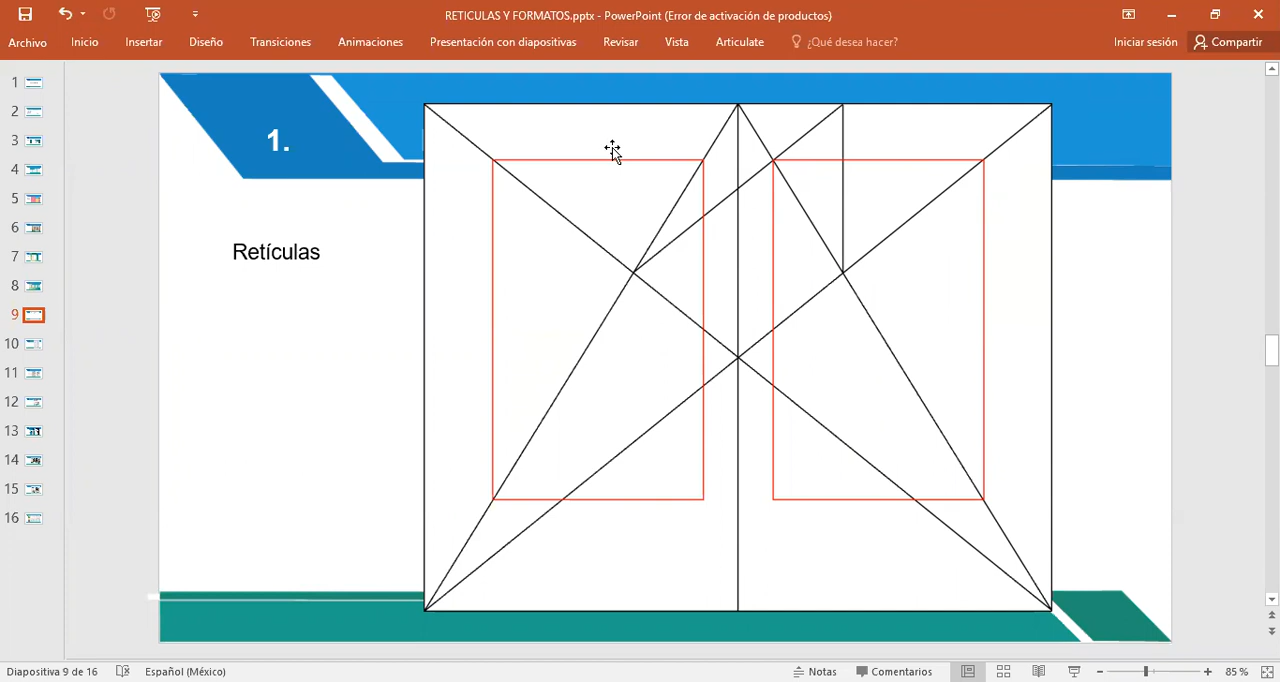 RETICULAS Y FORMATOS.pptx - PowerPoint (Error de activación de productos)
Archivo
Inicio
Insertar
Diseño
Transiciones
Animaciones
Presentación con diapositivas
Revisar
Vista
Articulate
¿Qué desea hacer?
Iniciar sesión
Compartir
1
2
3
4
5
6
7
8
9
10
11
12
13
14
15
16
1.
Retículas
Diapositiva 9 de 16
Español (México)
Notas
Comentarios
85 %